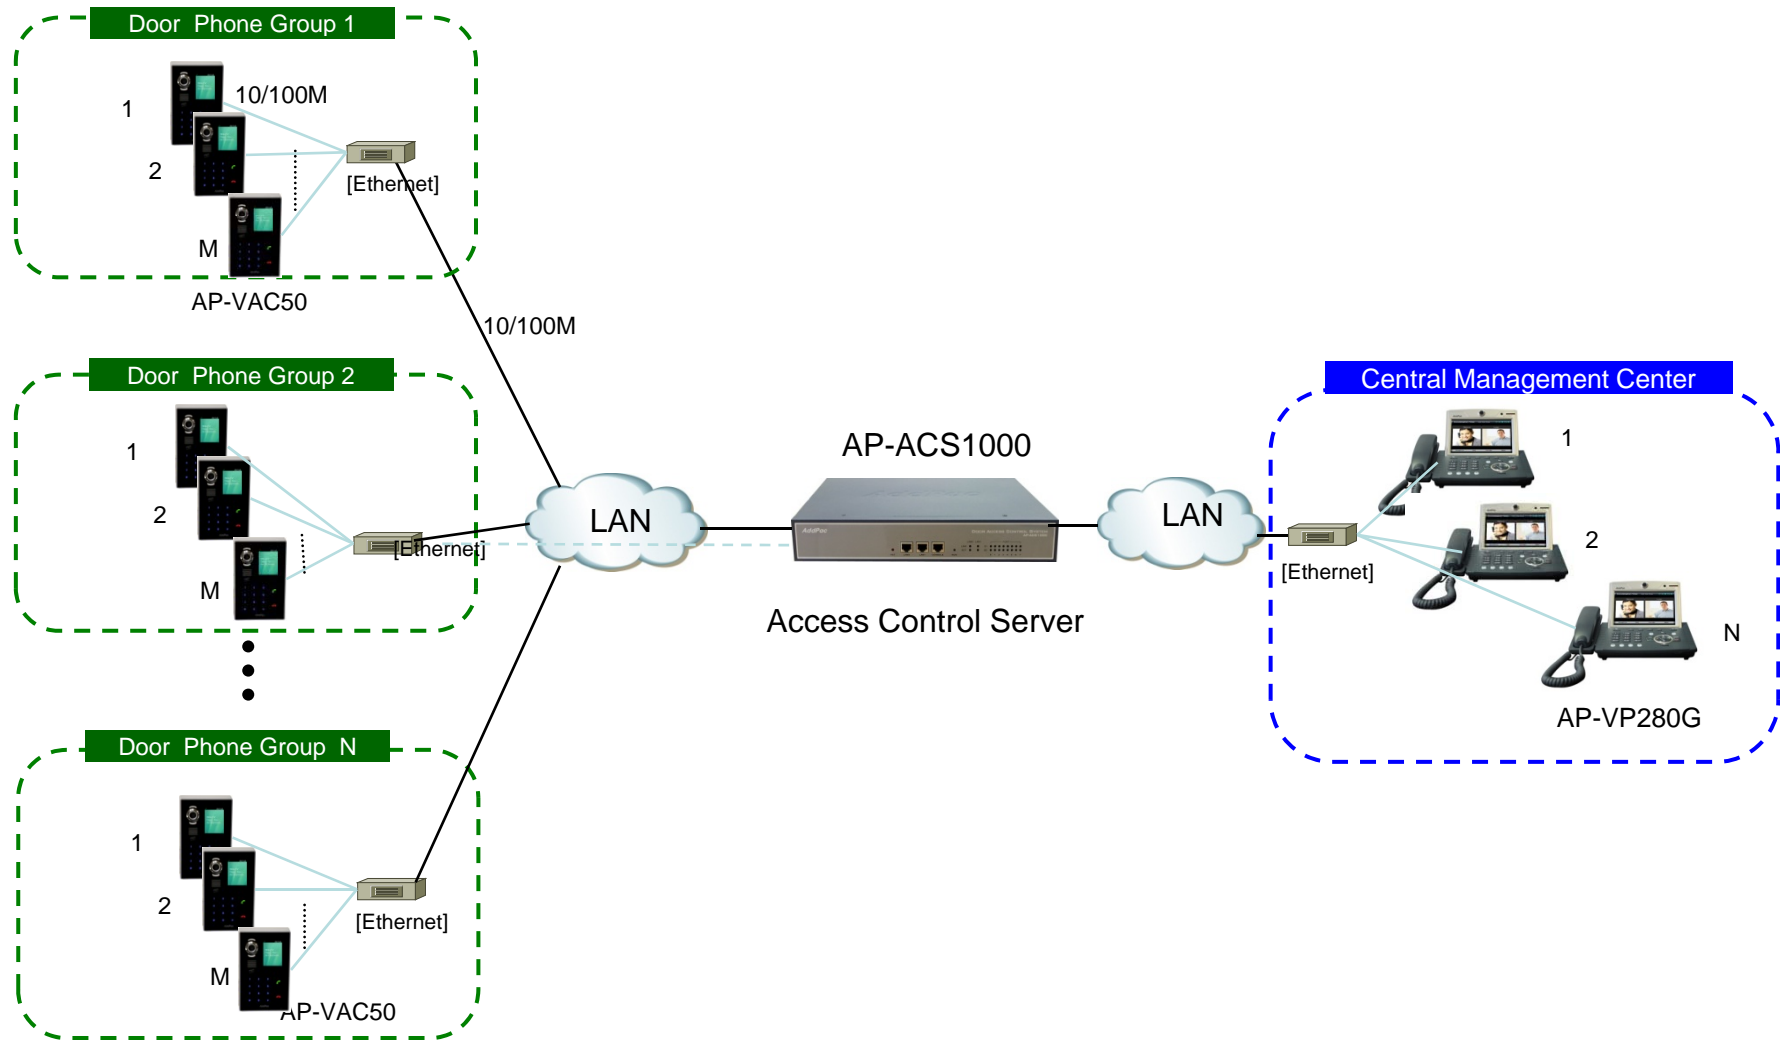 Door Phone Group 1
1
10/100M
2
[Ethernet]
M
AP-VAC50
10/100M
Door Phone Group 2
1
2
[Ethernet]
M
Door Phone Group N
1
2
[Ethernet]
M
AP-VAC50
LAN
AP-ACS1000
AddPac
Access Control Server
LAN
Central Management Center
1
2
[Ethernet]
N
AP-VP280G